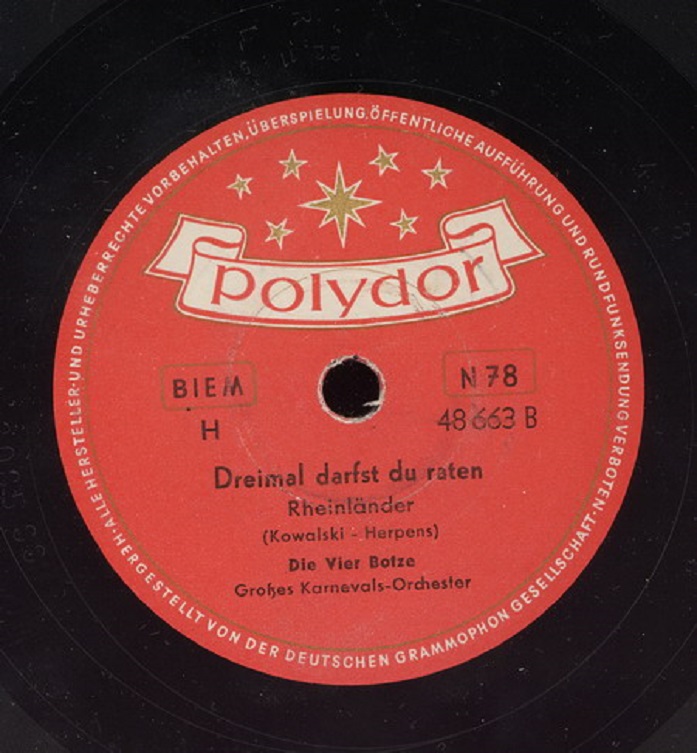 ALLE HERSTELLER- UND URHEBERRECHTE VORBEHALTEN, ÜBERSPIELUNG. ÖFFENTLICHE AUFFÜHRUNG UND RUNDFUNKSENDUNG VERBOTEN·
polydor
BIEM
N 78
H
48 663 B
Dreimal darfst du raten
Rheinländer
(Kowalski - Herpens)
Die Vier Botze
Großes Karnevals-Orchester
HERGESTELLT VON DER DEUTSCHEN GRAMMOPHON GESELLSCHAFT·